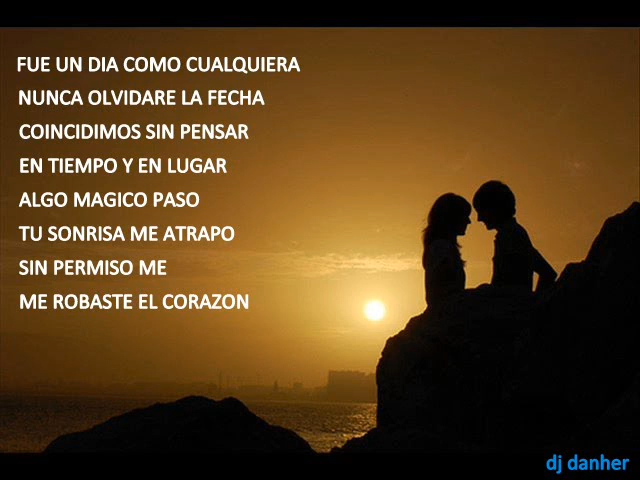 FUE UN DIA COMO CUALQUIERA
NUNCA OLVIDARE LA FECHA
COINCIDIMOS SIN PENSAR
EN TIEMPO Y EN LUGAR
ALGO MAGICO PASO
TU SONRISA ME ATRAPO
SIN PERMISO ME
ME ROBASTE EL CORAZON
dj danher